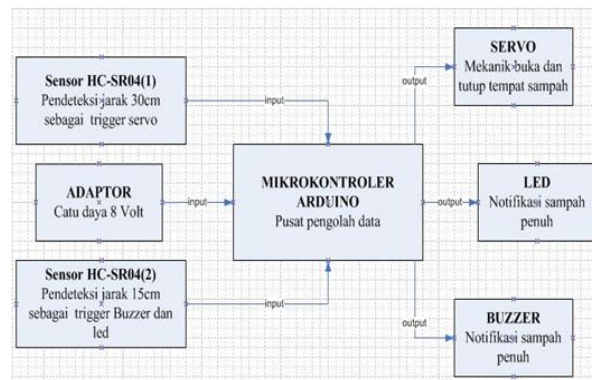 Sensor HC-SR04(1)
Pendeteksi jarak 30cm
sebagai trigger servo
input
ADAPTOR
Catu daya 8 Volt
input
Sensor HC-SR04(2)
Pendeteksi jarak 15cm
sebagai trigger Buzzer dan
led
input
MIKROKONTROLER
ARDUINO
Pusat pengolah data
output
SERVO
Mekanik buka dan
tutup tempat sampah
output
LED
Notifikasi sampah
penuh
output
BUZZER
Notifikasi sampah
penuh